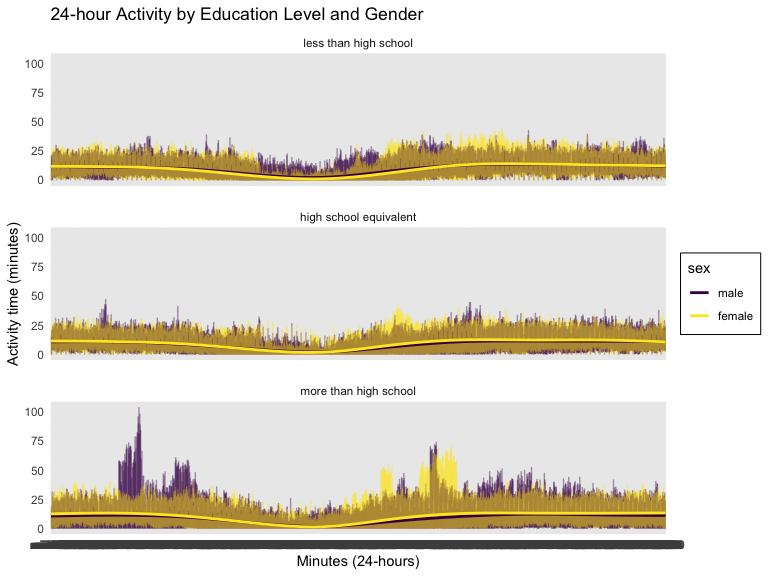 24-hour Activity by Education Level and Gender
less than high school
100
75
50
25
0
high school equivalent
100
75
50
25
0
more than high school
100
75
50
25
0
Activity time (minutes)
Minutes (24-hours)
sex
male
female